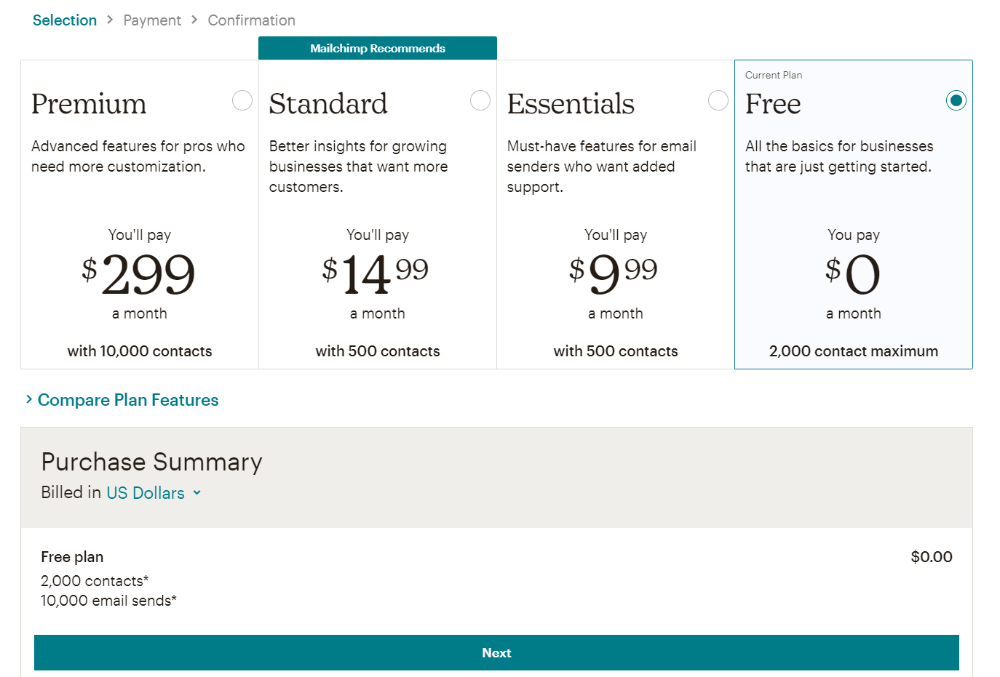 Selection > Payment > Confirmation
Mailchimp Recommends
Premium
Advanced features for pros who
need more customization.
You'll pay
$299
a month
with 10,000 contacts
Standard
Better insights for growing
businesses that want more
customers.
You'll pay
$14 99
a month
with 500 contacts
Essentials
Must-have features for email
senders who want added
support.
You'll pay
$9 99
a month
with 500 contacts
Current Plan
Free
All the basics for businesses
that are just getting started.
You pay
$0
a month
2,000 contact maximum
> Compare Plan Features
Purchase Summary
Billed in US Dollars
Free plan $0.00
2,000 contacts*
10,000 email sends*
Next